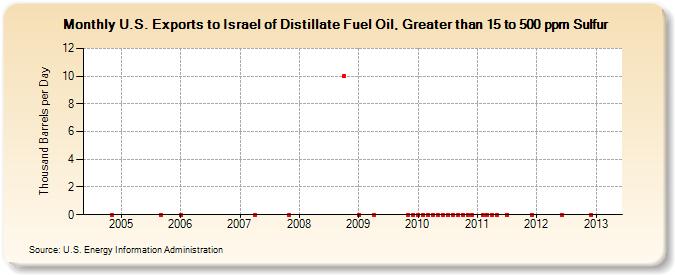 Monthly U.S. Exports to Israel of Distillate Fuel Oil, Greater than 15 to 500 ppm Sulfur
Thousand Barrels per Day
12
10
8
6
4
2
0
2005 2006 2007 2008 2009 2010 2011 2012 2013
Source: U.S. Energy Information Administration